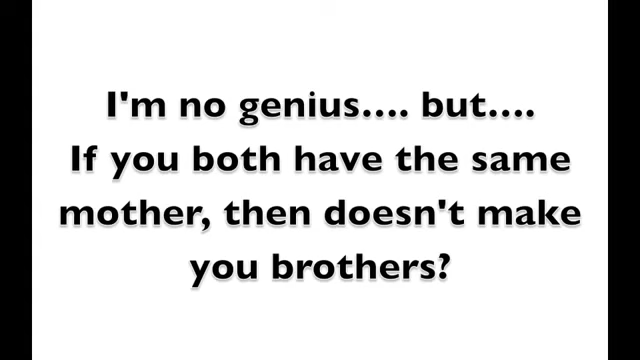 I'm no genius.... but....
If you both have the same
mother, then doesn't make
you brothers?